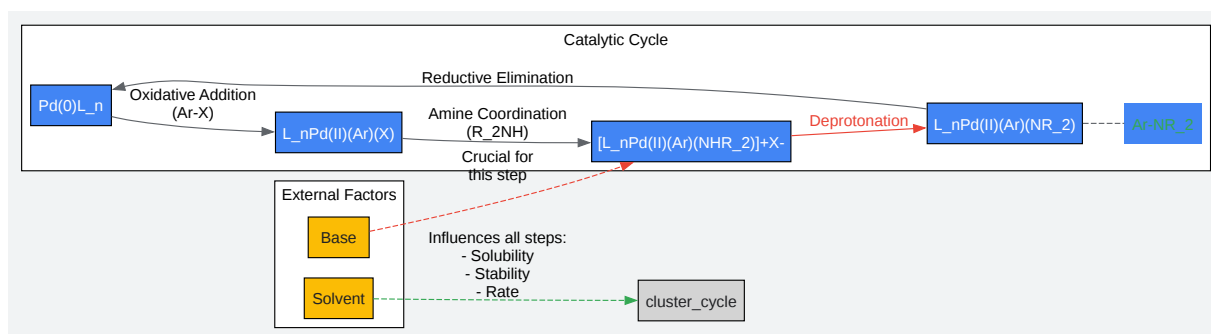 Catalytic Cycle
Reductive Elimination
Pd(0)L_n
Oxidative Addition
(Ar-X)
L_nPd(II)(Ar)(X)
Amine Coordination
(R_2NH)
[L_nPd(II)(Ar)(NHR_2)]+X-
Deprotonation
L_nPd(II)(Ar)(NR_2)
Ar-NR_2
Crucial for
this step
External Factors
Base
Influences all steps:
- Solubility
- Stability
- Rate
Solvent
cluster_cycle